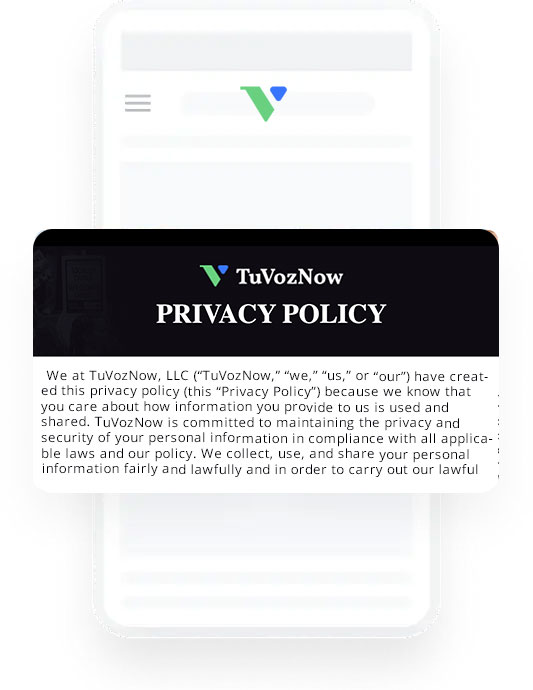 TuVozNow
PRIVACY POLICY
We at TuVozNow, LLC (“TuVozNow,” “we,” “us,” or “our”) have creat-
ed this privacy policy (this “Privacy Policy”) because we know that
you care about how information you provide to us is used and
shared. TuVozNow is committed to maintaining the privacy and
security of your personal information in compliance with all applica-
ble laws and our policy. We collect, use, and share your personal
information fairly and lawfully and in order to carry out our lawful